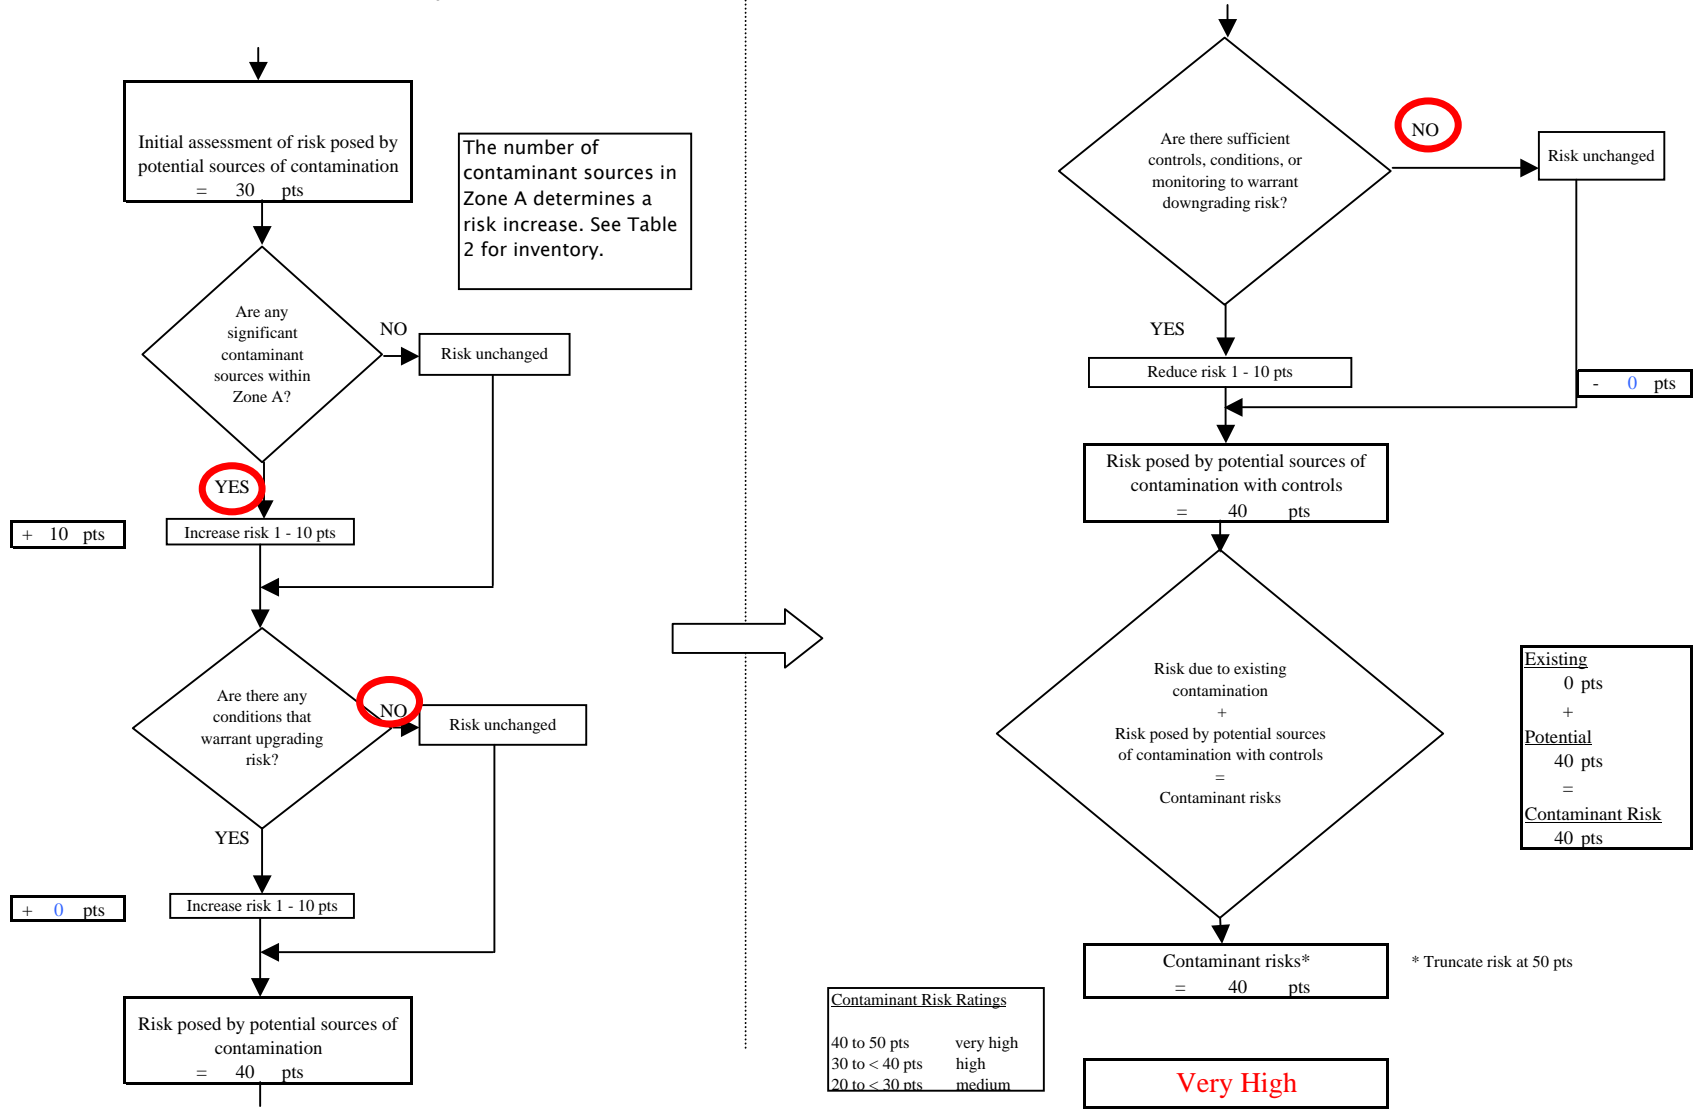 Initial assessment of risk posed by
potential sources of contamination
= 30 pts
The number of
contaminant sources in
Zone A determines a
risk increase. See Table
2 for inventory.
Are any
significant
contaminant
sources within
Zone A?
NO
Risk unchanged
YES
+ 10 pts
Increase risk 1 - 10 pts
Are there any
conditions that
warrant upgrading
risk?
NO
Risk unchanged
YES
+ 0 pts
Increase risk 1 - 10 pts
Risk posed by potential sources of
contamination
= 40 pts
Are there sufficient
controls, conditions, or
monitoring to warrant
downgrading risk?
NO
Risk unchanged
YES
Reduce risk 1 - 10 pts
- 0 pts
Risk posed by potential sources of
contamination with controls
= 40 pts
Risk due to existing
contamination
+
Risk posed by potential sources
of contamination with controls
=
Contaminant risks
Existing
0 pts
+
Potential
40 pts
=
Contaminant Risk
40 pts
Contaminant risks*
= 40 pts
* Truncate risk at 50 pts
Contaminant Risk Ratings
40 to 50 pts very high
30 to < 40 pts high
20 to < 30 pts medium
Very High